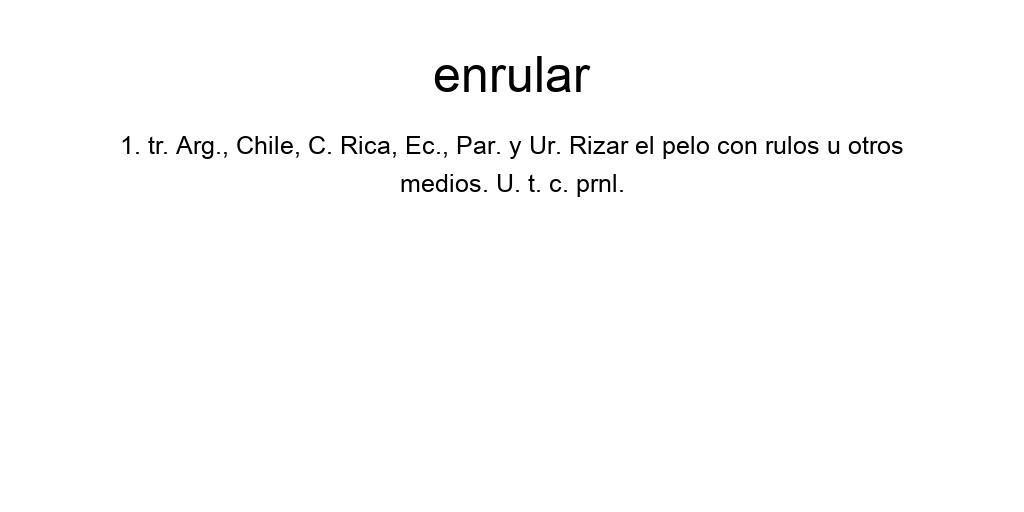 enrular
1. tr. Arg., Chile, C. Rica, Ec., Par. y Ur. Rizar el pelo con rulos u otros
medios. U. t. c. prnl.